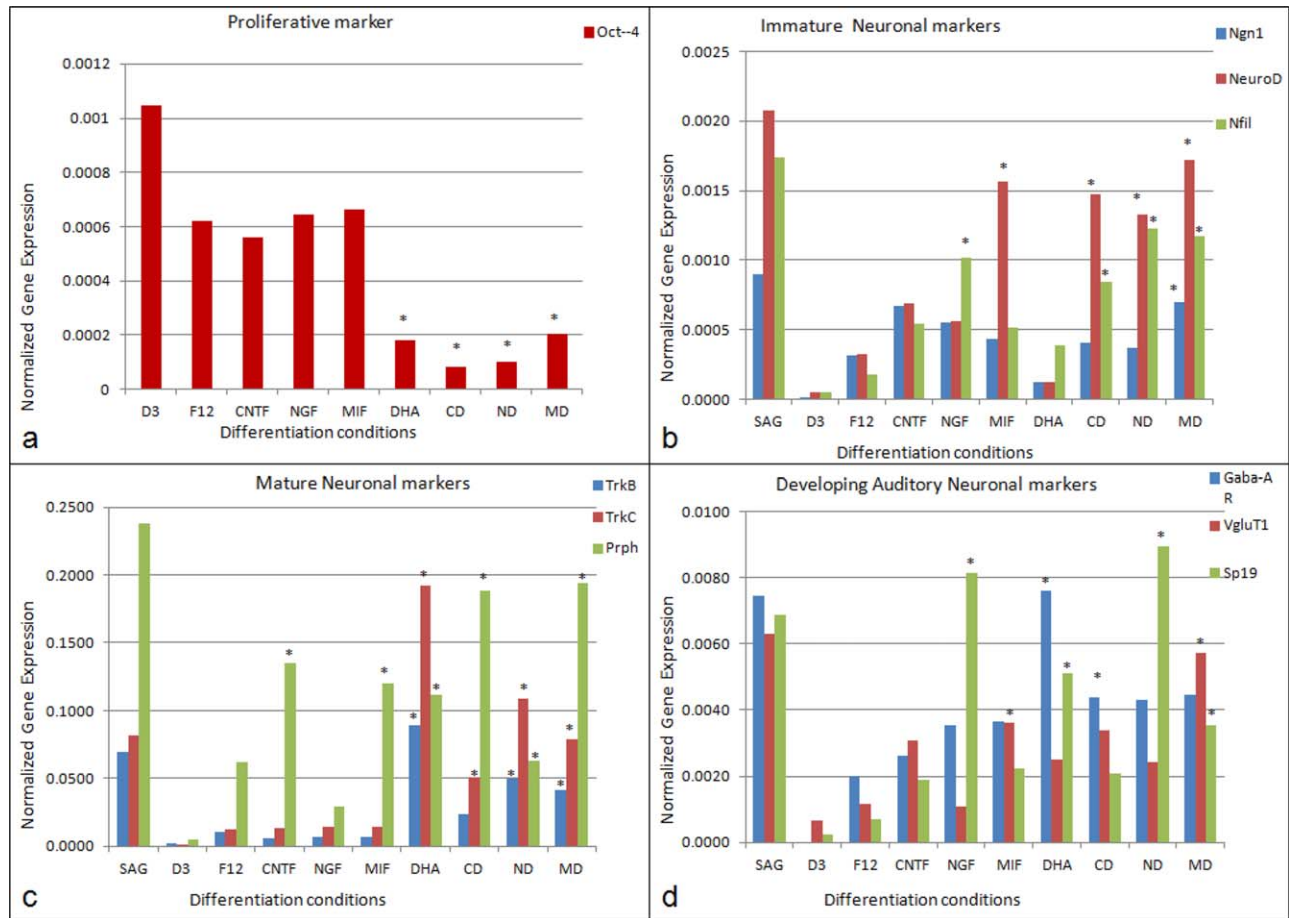 Proliferative marker
Oct--4
0.0012
0.001
0.0008
0.0006
0.0004
0.0002
0
Normalized Gene Expression
D3 F12 CNTF NGF MIF DHA CD ND MD
* * * *
Differentiation conditions
a
Immature Neuronal markers
Ngn1
NeuroD
Nfil
0.0025
0.0020
0.0015
0.0010
0.0005
0.0000
Normalized Gene Expression
* * * * * * * * *
SAG D3 F12 CNTF NGF MIF DHA CD ND MD
Differentiation conditions
b
Mature Neuronal markers
TrkB
TrkC
Prph
0.2500
0.2000
0.1500
0.1000
0.0500
0.0000
Normalized Gene Expression
* * * * * * * * * * * * *
SAG D3 F12 CNTF NGF MIF DHA CD ND MD
Differentiation conditions
c
Developing Auditory Neuronal markers
Gaba-A
R
VgluT1
Sp19
0.0100
0.0080
0.0060
0.0040
0.0020
0.0000
Normalized Gene Expression
* * * * * * * *
SAG D3 F12 CNTF NGF MIF DHA CD ND MD
Differentiation conditions
d